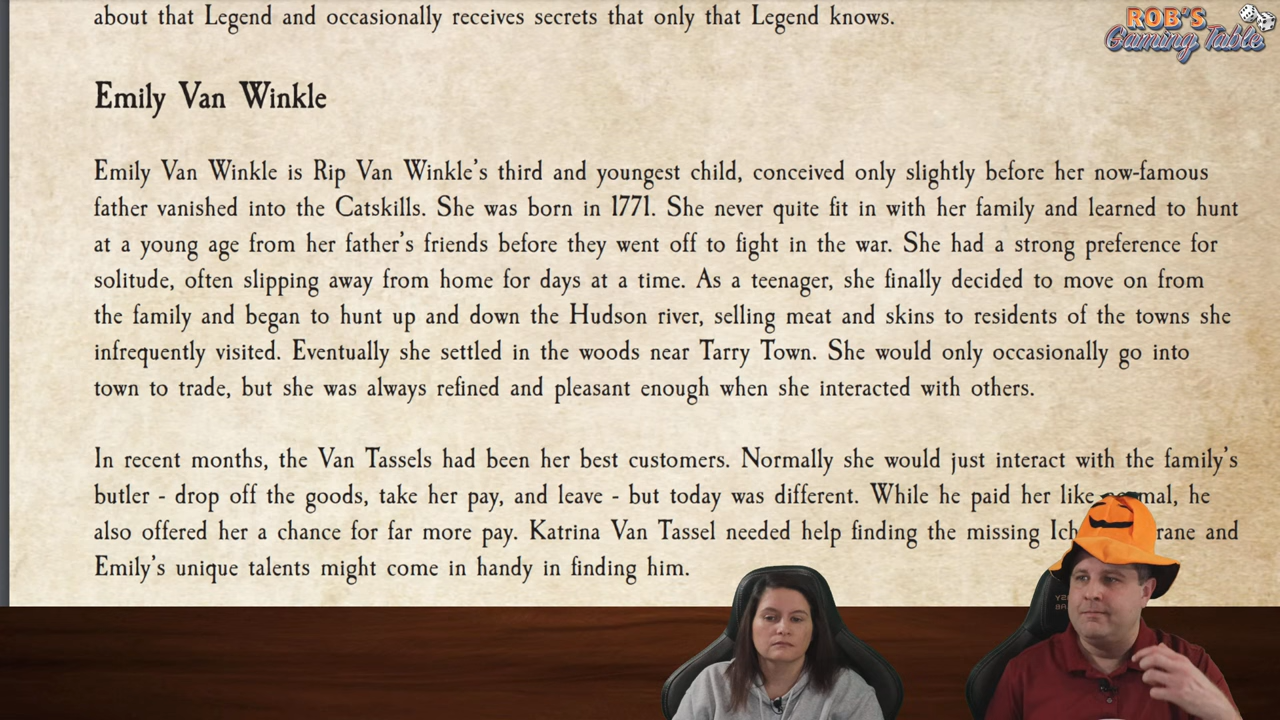 about that Legend and occasionally receives secrets that only that Legend knows.
ROB'S
Gaming Table
Emily Van Winkle
Emily Van Winkle is Rip Van Winkle's third and youngest child, conceived only slightly before her now-famous
father vanished into the Catskills. She was born in 1771. She never quite fit in with her family and learned to hunt
at a young age from her father's friends before they went off to fight in the war. She had a strong preference for
solitude, often slipping away from home for days at a time. As a teenager, she finally decided to move on from
the family and began to hunt up and down the Hudson river, selling meat and skins to residents of the towns she
infrequently visited. Eventually she settled in the woods near Tarry Town. She would only occasionally go into
town to trade, but she was always refined and pleasant enough when she interacted with others.
In recent months, the Van Tassels had been her best customers. Normally she would just interact with the family's
butler - drop off the goods, take her pay, and leave - but today was different. While he paid her like he
also offered her a chance for far more pay. Katrina Van Tassel needed help finding the missing and
Emily's unique talents might come in handy in finding him.